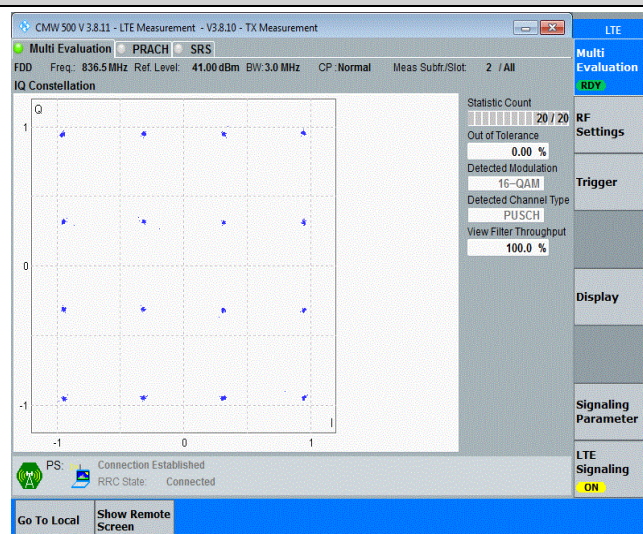 CMW 500 V 3.8.11 - LTE Measurement - V3.8.10 - TX Measurement
LTE
Multi Evaluation PRACH SRS
Multi
Evaluation
RDY
FDD Freq.: 836.5 MHz Ref. Level: 41.00 dBm BW: 3.0 MHz CP : Normal Meas Subfr./Slot: 2 / All
IQ Constellation
Q
1
0
-1
-1
0
1
I
Statistic Count
20 / 20
Out of Tolerance
0.00 %
Detected Modulation
16-QAM
Detected Channel Type
PUSCH
View Filter Throughput
100.0 %
RF
Settings
Trigger
Display
Signaling
Parameter
LTE
Signaling
ON
PS: Connection Established
RRC State: Connected
Go To Local
Show Remote
Screen